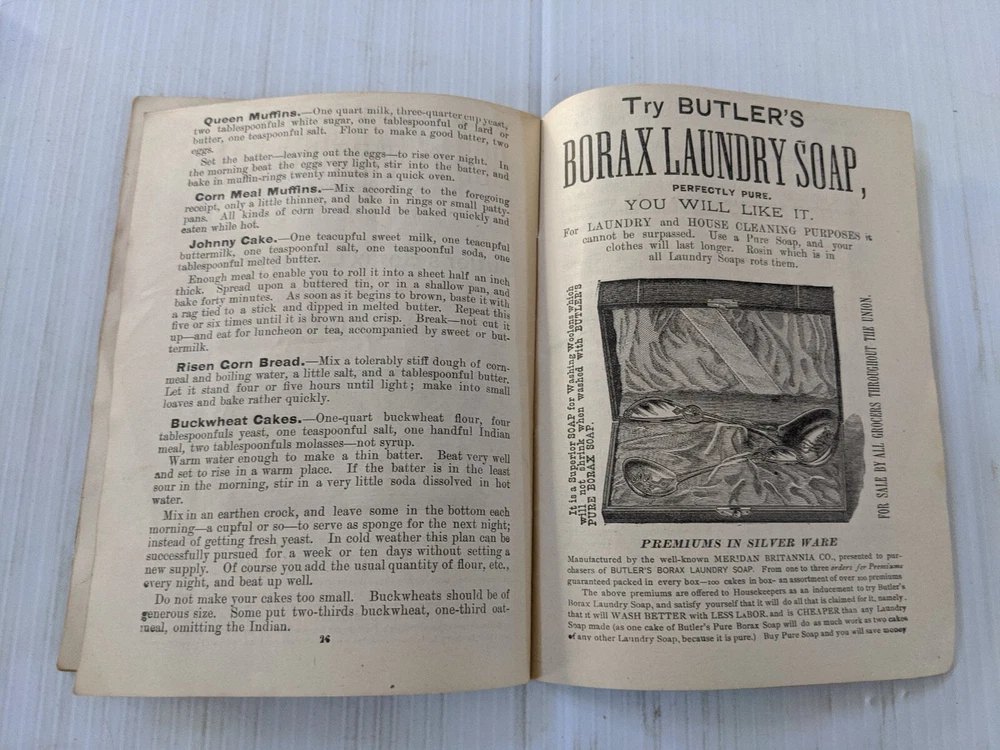 Queen Muffins.—One quart milk, three-quarter cup yeast,
two tablespoonfuls white sugar, one tablespoonful of lard or
butter, one teaspoonful salt. Flour to make a good batter, two
eggs.
Set the batter—leaving out the eggs—to rise over night. In
the morning beat the eggs very light, stir into the batter, and
bake in muffin-rings twenty minutes in a quick oven.
Corn Meal Muffins.—Mix according to the foregoing
receipt, only a little thinner, and bake in rings or small patty-
pans. All kinds of corn bread should be baked quickly and
eaten while hot.
Johnny Cake.—One teacupful sweet milk, one teacupful
buttermilk, one teaspoonful salt, one teaspoonful soda, one
tablespoonful melted butter.
Enough meal to enable you to roll it into a sheet half an inch
thick. Spread upon a buttered tin, or in a shallow pan, and
bake forty minutes. As soon as it begins to brown, baste it with
a rag tied to a stick and dipped in melted butter. Repeat this
five or six times until it is brown and crisp. Break—not cut it
up—and eat for luncheon or tea, accompanied by sweet or but-
termilk.
Risen Corn Bread.—Mix a tolerably stiff dough of corn-
meal and boiling water, a little salt, and a tablespoonful butter.
Let it stand four or five hours until light; make into small
loaves and bake rather quickly.
Buckwheat Cakes.—One-quart buckwheat flour, four
tablespoonfuls yeast, one teaspoonful salt, one handful Indian
meal, two tablespoonfuls molasses—not syrup.
Warm water enough to make a thin batter. Beat very well
and set to rise in a warm place. If the batter is in the least
sour in the morning, stir in a very little soda dissolved in hot
water.
Mix in an earthen crock, and leave some in the bottom each
morning—a cupful or so—to serve as sponge for the next night;
instead of getting fresh yeast. In cold weather this plan can be
successfully pursued for a week or ten days without setting a
new supply. Of course you add the usual quantity of flour, etc.,
every night, and beat up well.
Do not make your cakes too small. Buckwheats should be of
generous size. Some put two-thirds buckwheat, one-third oat-
meal, omitting the Indian.
Try BUTLER'S
BORAX LAUNDRY SOAP,
PERFECTLY PURE.
YOU WILL LIKE IT.
For LAUNDRY and HOUSE CLEANING PURPOSES it
cannot be surpassed. Use a Pure Soap, and your
clothes will last longer. Rosin which is in
all Laundry Soaps rots them.
It is a Superior SOAP for Washing Woolens which
will not shrink when washed with BUTLER'S
PURE BORAX SOAP.
FOR SALE BY ALL GROCERS THROUGHOUT THE UNION.
PREMIUMS IN SILVER WARE
Manufactured by the well-known MERIDAN BRITANNIA CO., presented to pur-
chasers of BUTLER'S BORAX LAUNDRY SOAP. From one to three orders for Premiums
guaranteed packed in every box—100 cakes in box- an assortment of over 100 premiums
The above premiums are offered to Housekeepers as an inducement to try Butler's
Borax Laundry Soap, and satisfy yourself that it will do all that is claimed for it, namely.
that it will WASH BETTER with LESS LABOR, and is CHEAPER than any Laundry
Soap made (as one cake of Butler's Pure Borax Soap will do as much work as two cakes
of any other Laundry Soap, because it is pure.) Buy Pure Soap and you will save money